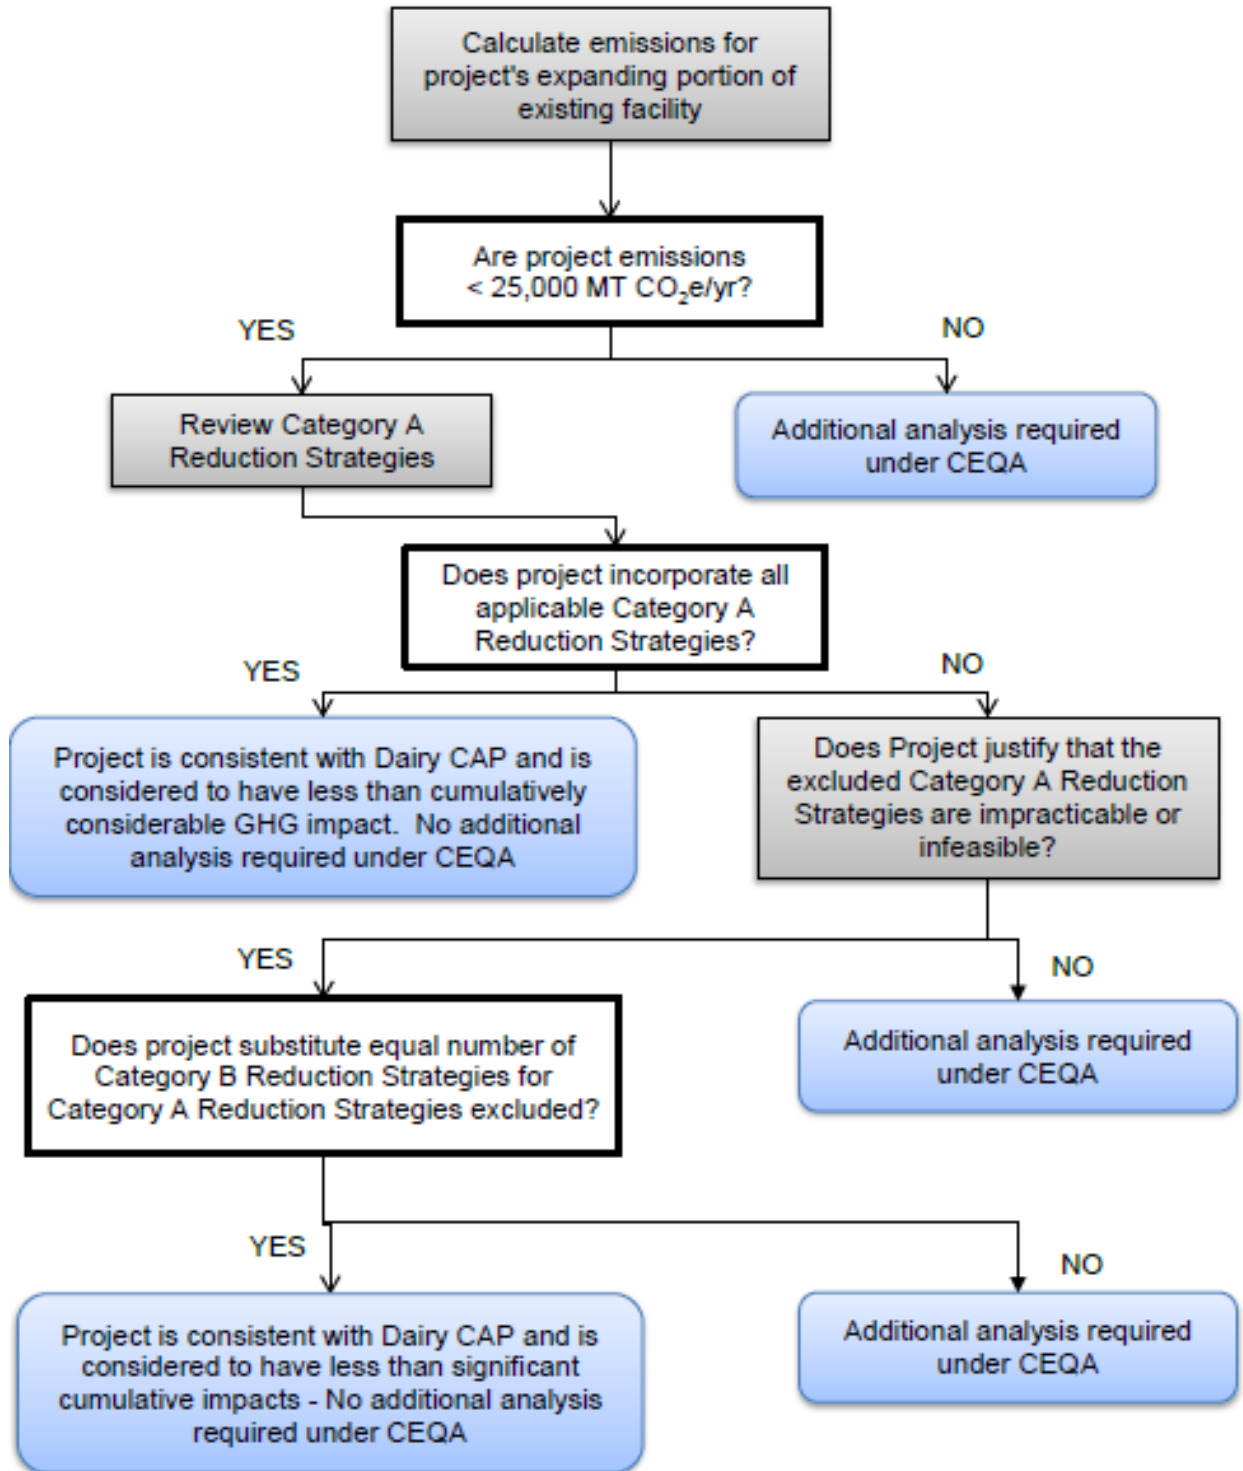 Calculate emissions for
project's expanding portion of
existing facility
Are project emissions
< 25,000 MT CO₂e/yr?
YES
NO
Review Category A
Reduction Strategies
Additional analysis required
under CEQA
Does project incorporate all
applicable Category A
Reduction Strategies?
YES
NO
Project is consistent with Dairy CAP and is
considered to have less than cumulatively
considerable GHG impact.  No additional
analysis required under CEQA
Does Project justify that the
excluded Category A Reduction
Strategies are impracticable or
infeasible?
YES
NO
Does project substitute equal number of
Category B Reduction Strategies for
Category A Reduction Strategies excluded?
Additional analysis required
under CEQA
YES
NO
Project is consistent with Dairy CAP and is
considered to have less than significant
cumulative impacts - No additional analysis
required under CEQA
Additional analysis required
under CEQA